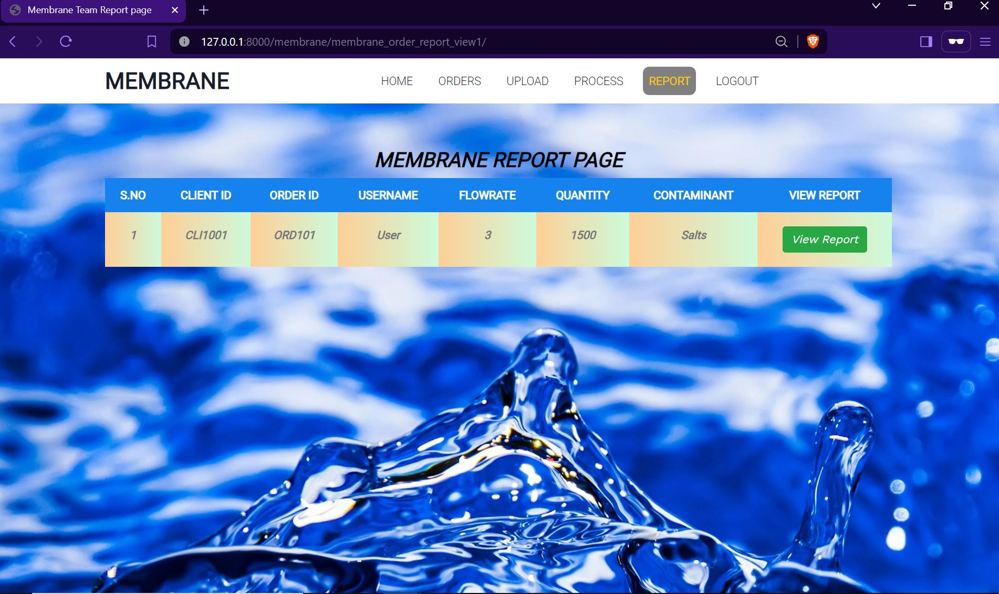 Membrane Team Report page
127.0.0.1:8000/membrane/membrane_order_report_view1/
MEMBRANE HOME ORDERS UPLOAD PROCESS REPORT LOGOUT
MEMBRANE REPORT PAGE
S.NO CLIENT ID ORDER ID USERNAME FLOWRATE QUANTITY CONTAMINANT VIEW REPORT
1 CLI1001 ORD101 User 3 1500 Salts View Report